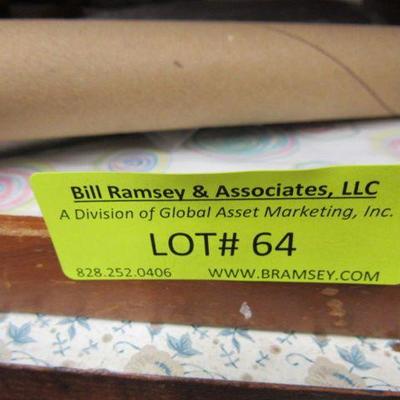 Bill Ramsey & Associates, LLC
A Division of Global Asset Marketing, Inc.
LOT# 64
828.252.0406 WWW.BRAMSEY.COM